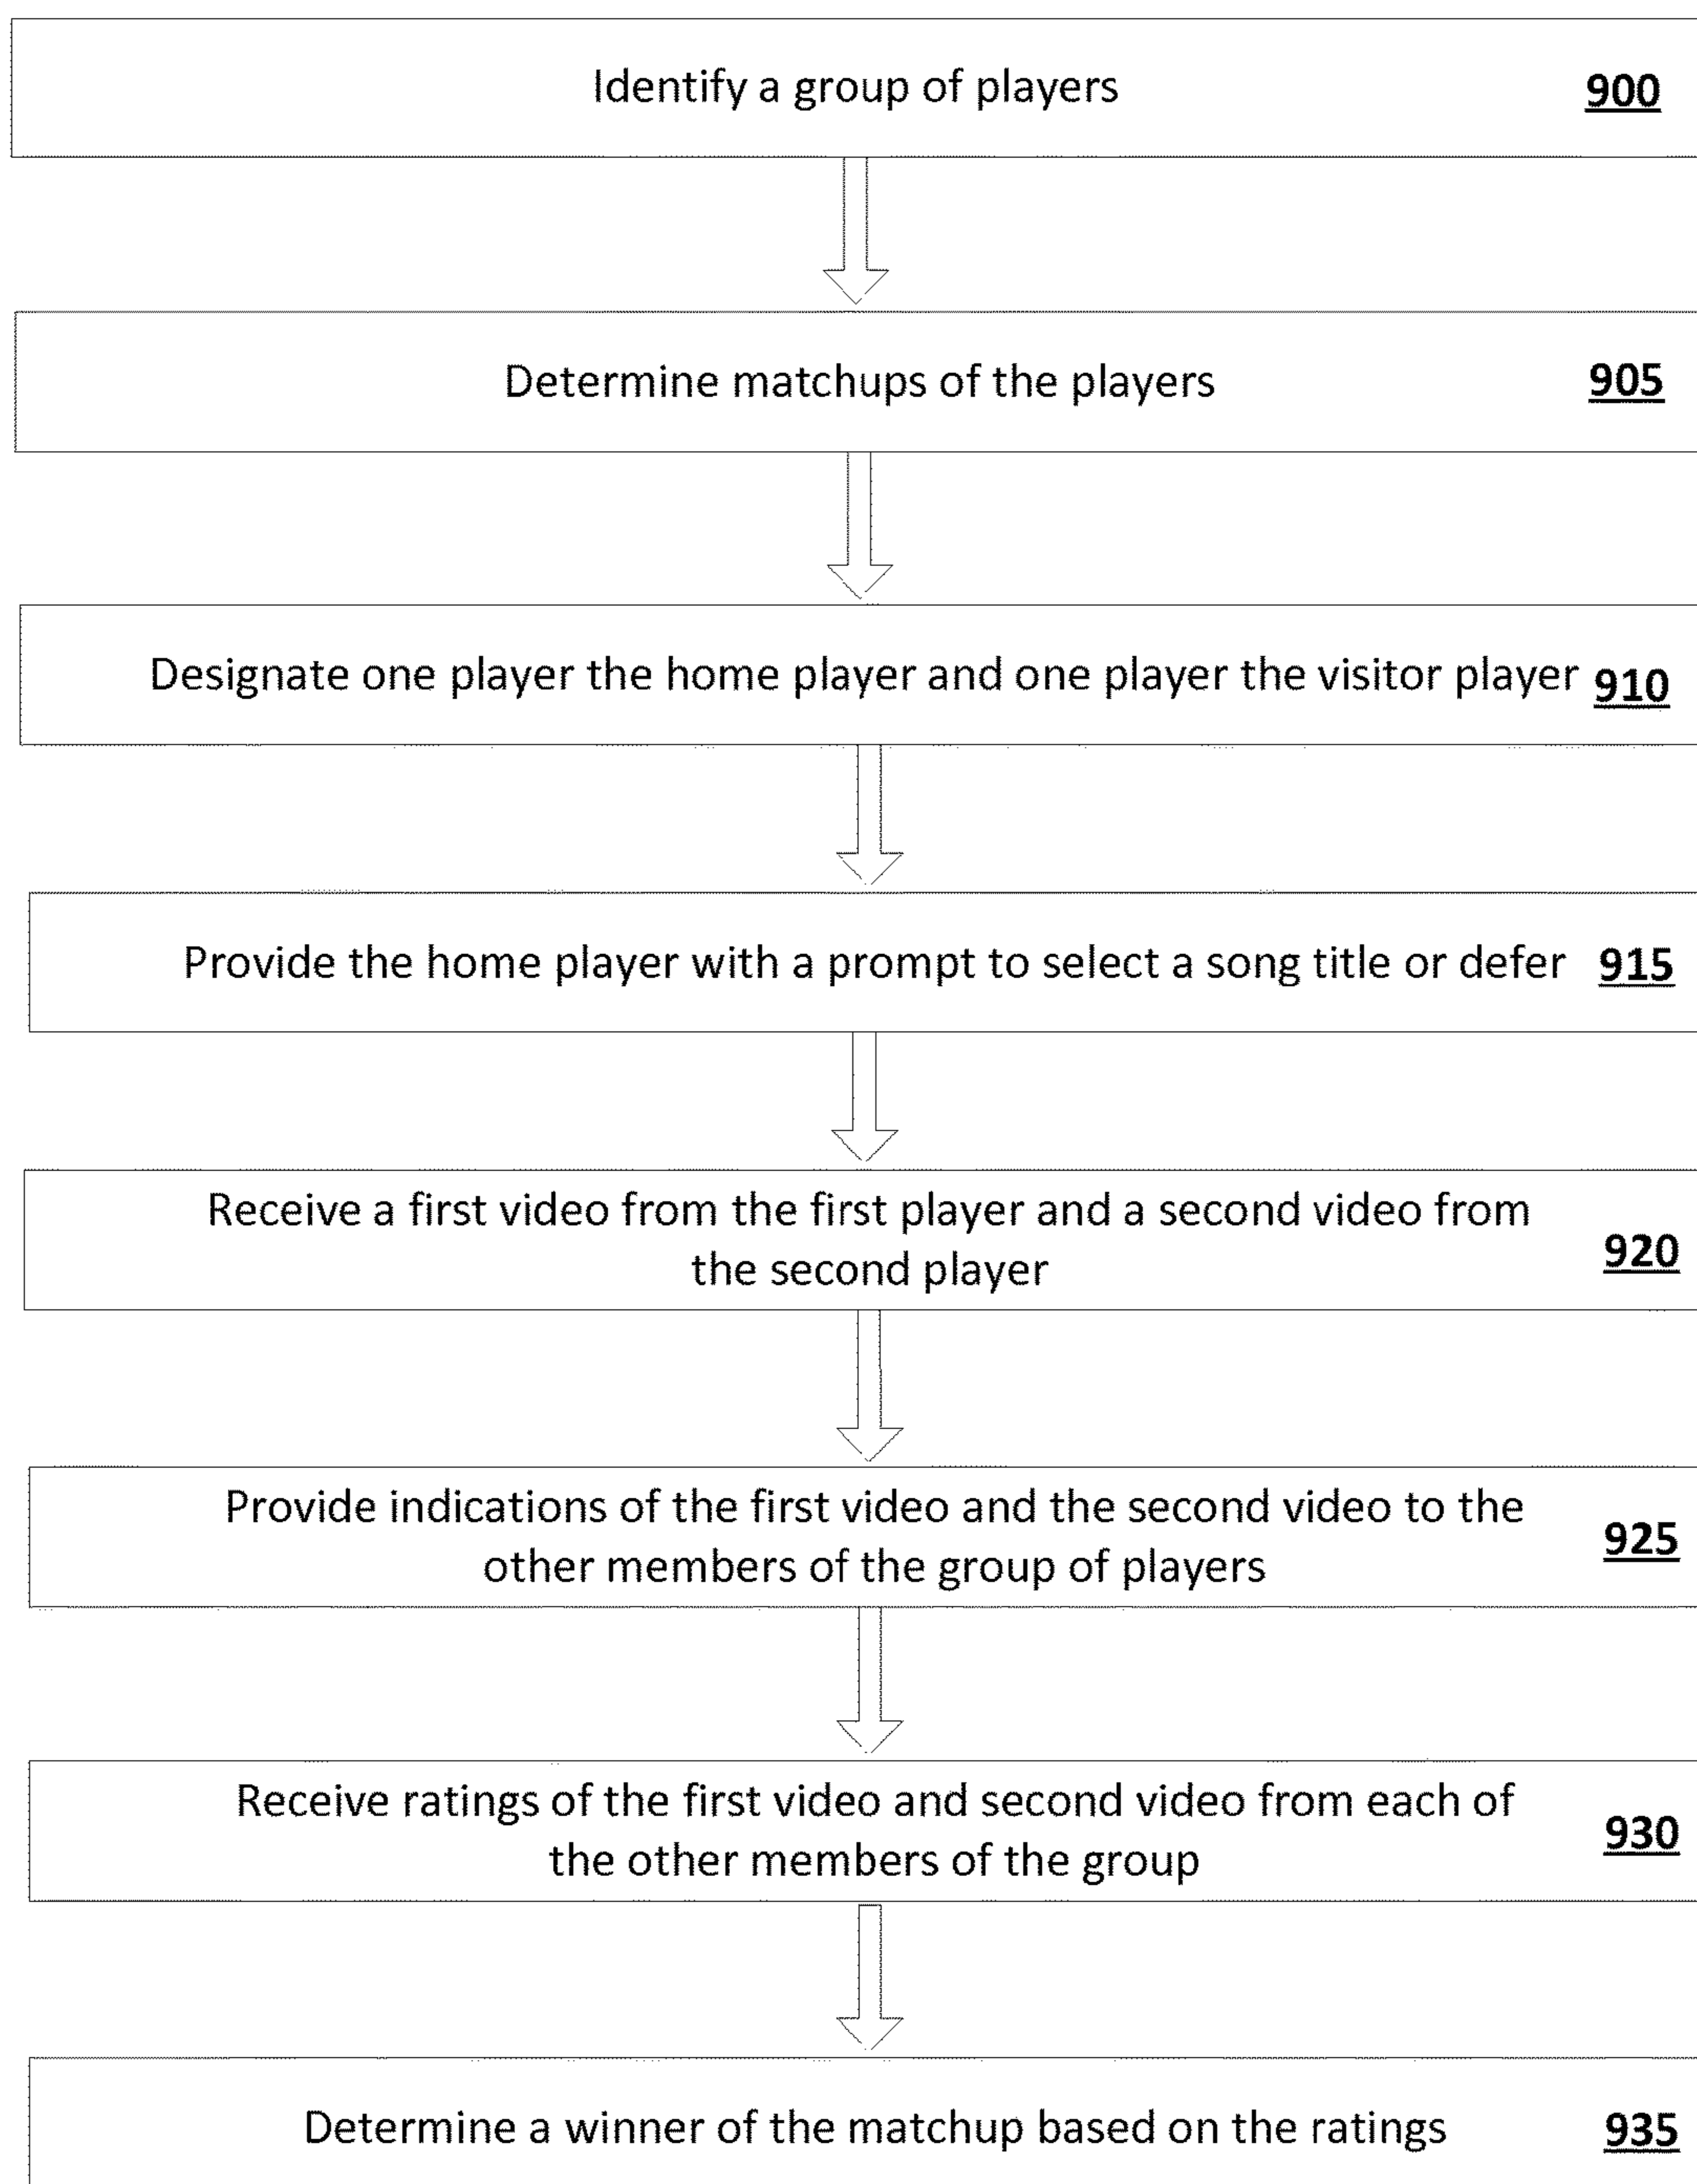 Identify a group of players 900
Determine matchups of the players 905
Designate one player the home player and one player the visitor player 910
Provide the home player with a prompt to select a song title or defer 915
Receive a first video from the first player and a second video from
the second player 920
Provide indications of the first video and the second video to the
other members of the group of players 925
Receive ratings of the first video and second video from each of
the other members of the group 930
Determine a winner of the matchup based on the ratings 935